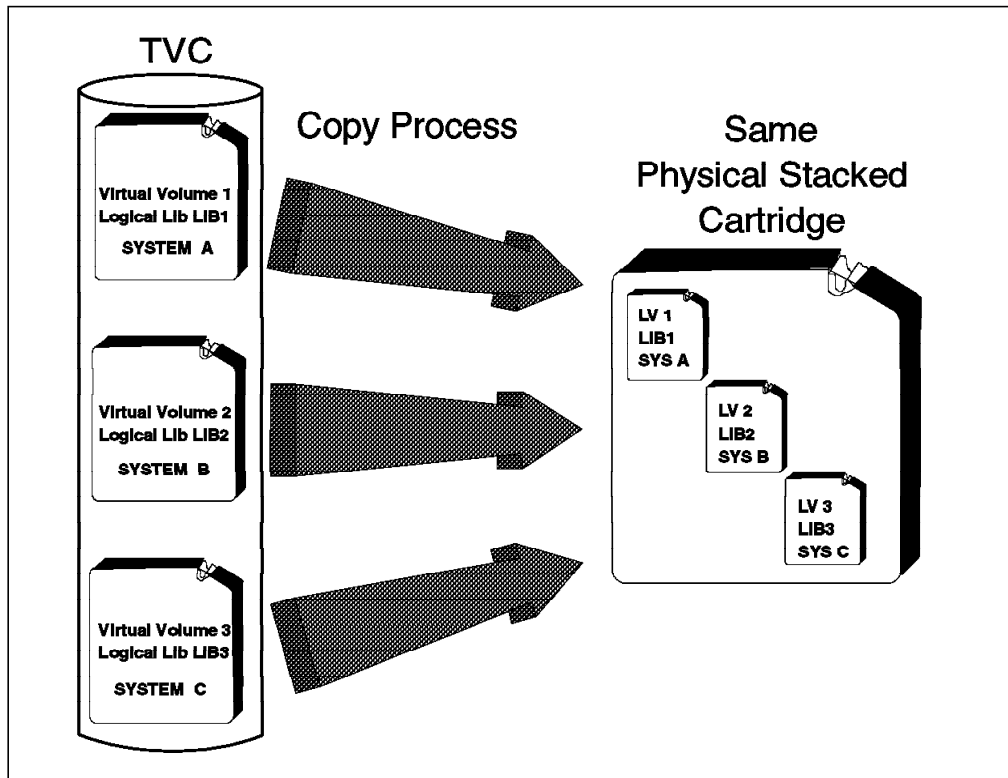 TVC
Virtual Volume 1
Logical Lib LIB1
SYSTEM A
Virtual Volume 2
Logical Lib LIB2
SYSTEM B
Virtual Volume 3
Logical Lib LIB3
SYSTEM C
Copy Process
Same
Physical Stacked
Cartridge
LV 1
LIB1
SYS A
LV 2
LIB2
SYS B
LV 3
LIB3
SYS C